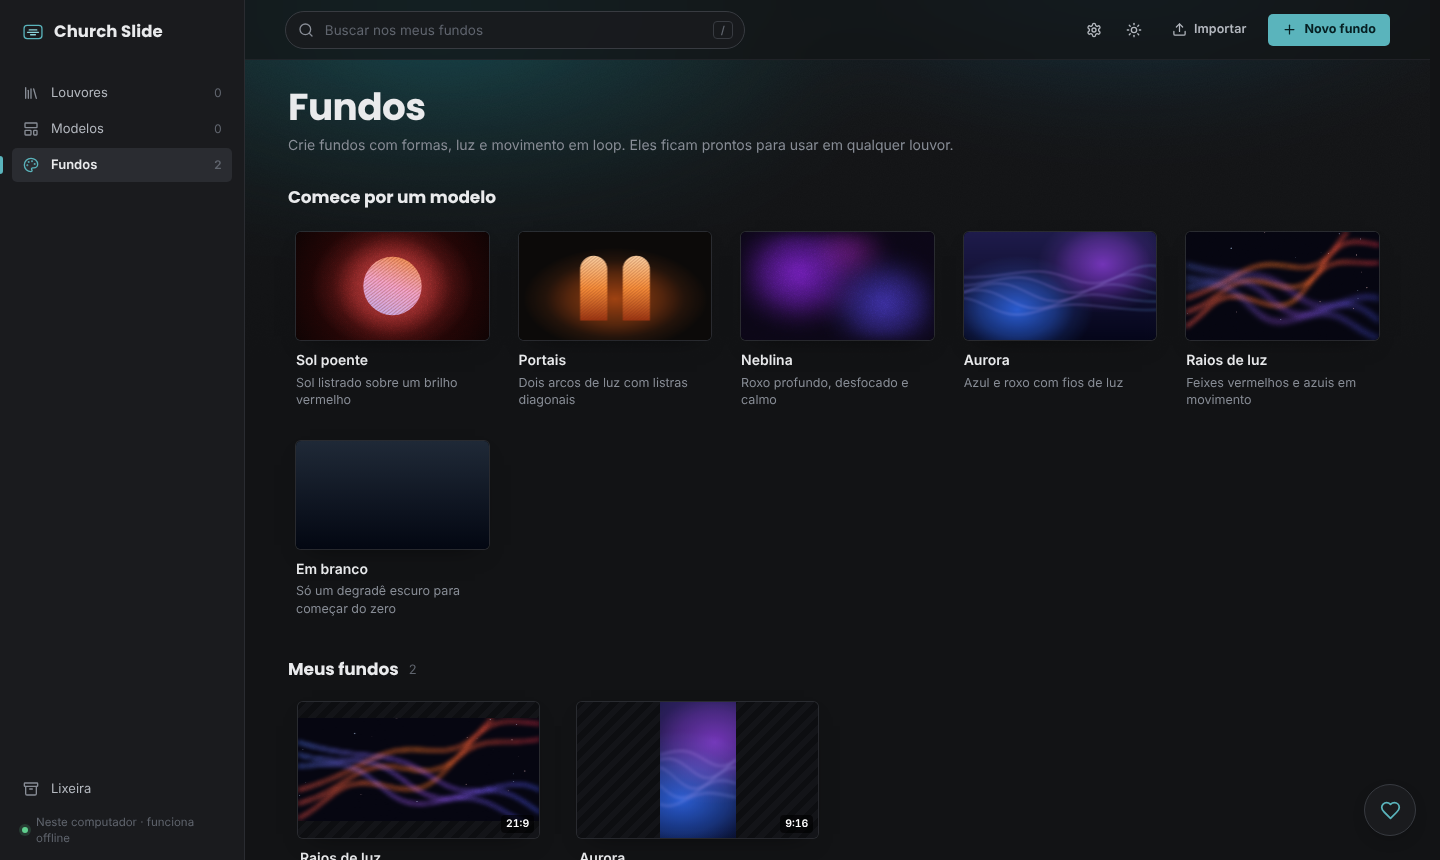 Church Slide
Buscar nos meus fundos
/
Importar
Novo fundo
Louvores 0
Modelos 0
Fundos 2
Fundos
Crie fundos com formas, luz e movimento em loop. Eles ficam prontos para usar em qualquer louvor.
Comece por um modelo
Sol poente
Sol listrado sobre um brilho
vermelho
Portais
Dois arcos de luz com listras
diagonais
Neblina
Roxo profundo, desfocado e
calmo
Aurora
Azul e roxo com fios de luz
Raios de luz
Feixes vermelhos e azuis em
movimento
Em branco
Só um degradê escuro para
começar do zero
Meus fundos 2
21:9
9:16
Raios de luz
Aurora
Lixeira
Neste computador · funciona
offline